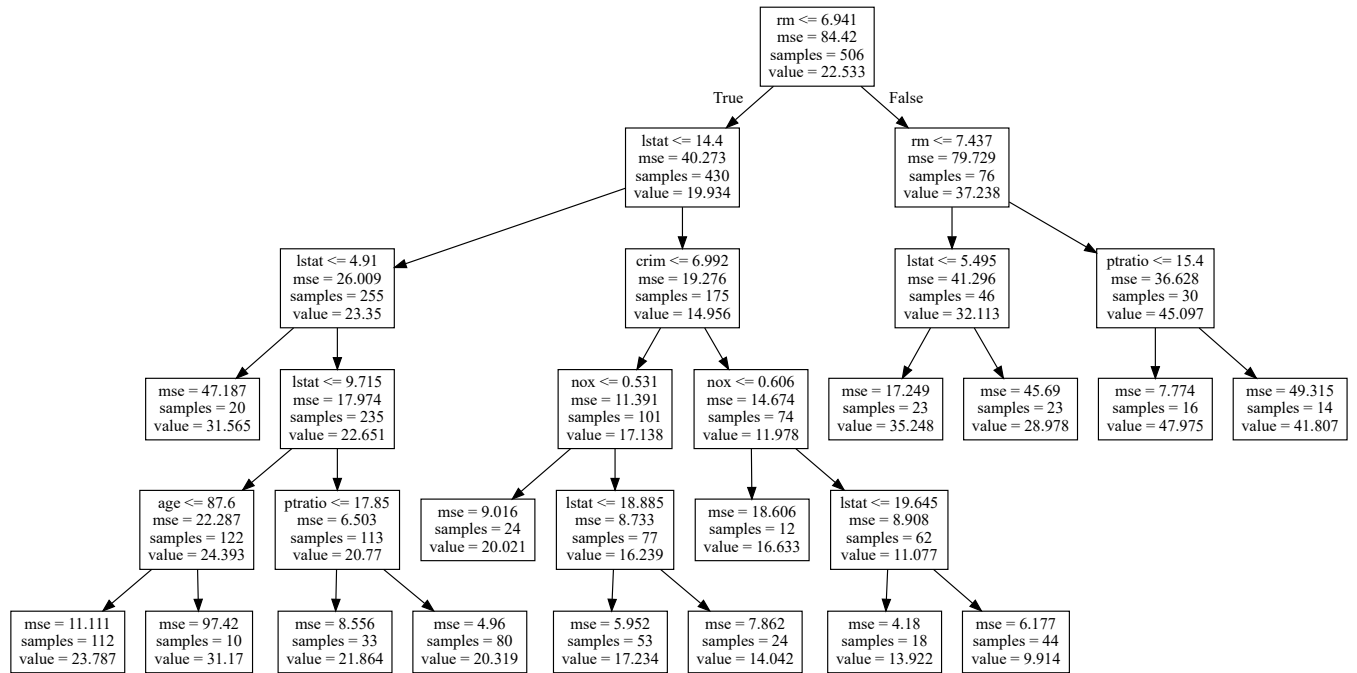 rm <= 6.941
mse = 84.42
samples = 506
value = 22.533
True
False
lstat <= 14.4
mse = 40.273
samples = 430
value = 19.934
rm <= 7.437
mse = 79.729
samples = 76
value = 37.238
lstat <= 4.91
mse = 26.009
samples = 255
value = 23.35
crim <= 6.992
mse = 19.276
samples = 175
value = 14.956
lstat <= 5.495
mse = 41.296
samples = 46
value = 32.113
ptratio <= 15.4
mse = 36.628
samples = 30
value = 45.097
mse = 47.187
samples = 20
value = 31.565
lstat <= 9.715
mse = 17.974
samples = 235
value = 22.651
nox <= 0.531
mse = 11.391
samples = 101
value = 17.138
nox <= 0.606
mse = 14.674
samples = 74
value = 11.978
mse = 17.249
samples = 23
value = 35.248
mse = 45.69
samples = 23
value = 28.978
mse = 7.774
samples = 16
value = 47.975
mse = 49.315
samples = 14
value = 41.807
age <= 87.6
mse = 22.287
samples = 122
value = 24.393
ptratio <= 17.85
mse = 6.503
samples = 113
value = 20.77
mse = 9.016
samples = 24
value = 20.021
lstat <= 18.885
mse = 8.733
samples = 77
value = 16.239
mse = 18.606
samples = 12
value = 16.633
lstat <= 19.645
mse = 8.908
samples = 62
value = 11.077
mse = 11.111
samples = 112
value = 23.787
mse = 97.42
samples = 10
value = 31.17
mse = 8.556
samples = 33
value = 21.864
mse = 4.96
samples = 80
value = 20.319
mse = 5.952
samples = 53
value = 17.234
mse = 7.862
samples = 24
value = 14.042
mse = 4.18
samples = 18
value = 13.922
mse = 6.177
samples = 44
value = 9.914